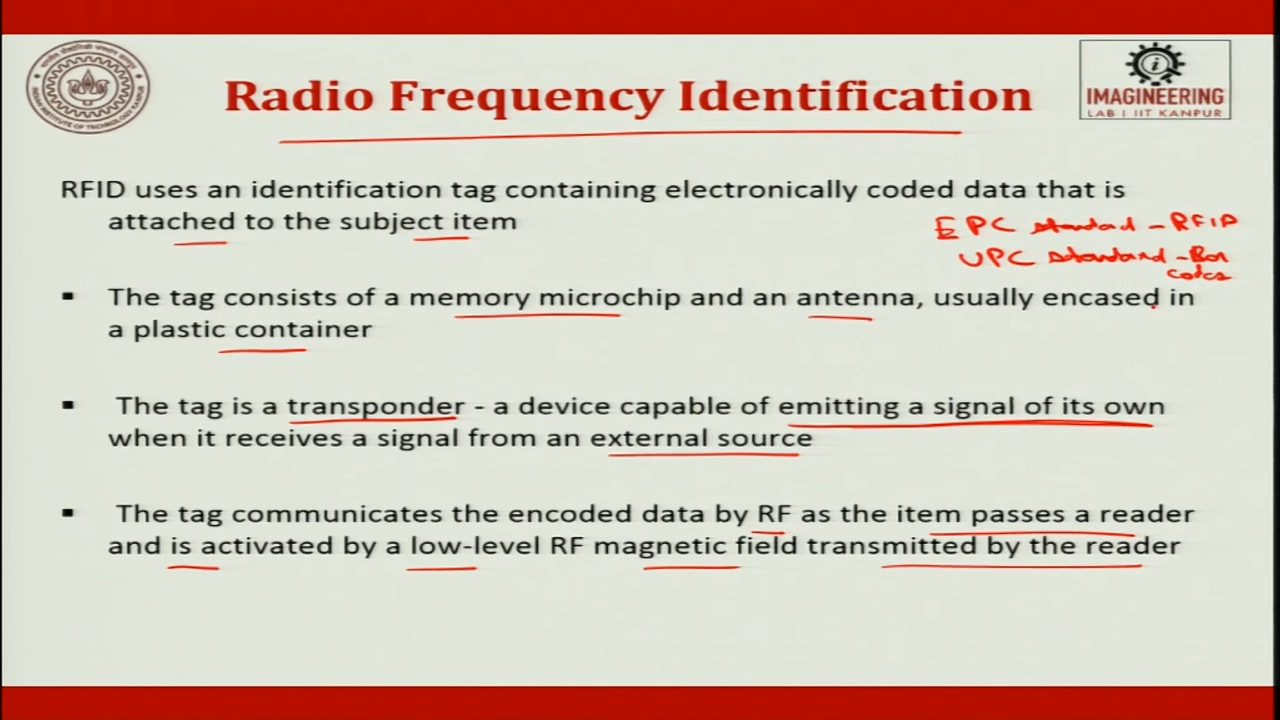 Radio Frequency Identification
IMAGINEERING
LAB | IIT KANPUR
RFID uses an identification tag containing electronically coded data that is
attached to the subject item
EPC standard - RFID
UPC standard - Bar
codes
▪ The tag consists of a memory microchip and an antenna, usually encased in
a plastic container
▪ The tag is a transponder - a device capable of emitting a signal of its own
when it receives a signal from an external source
▪ The tag communicates the encoded data by RF as the item passes a reader
and is activated by a low-level RF magnetic field transmitted by the reader